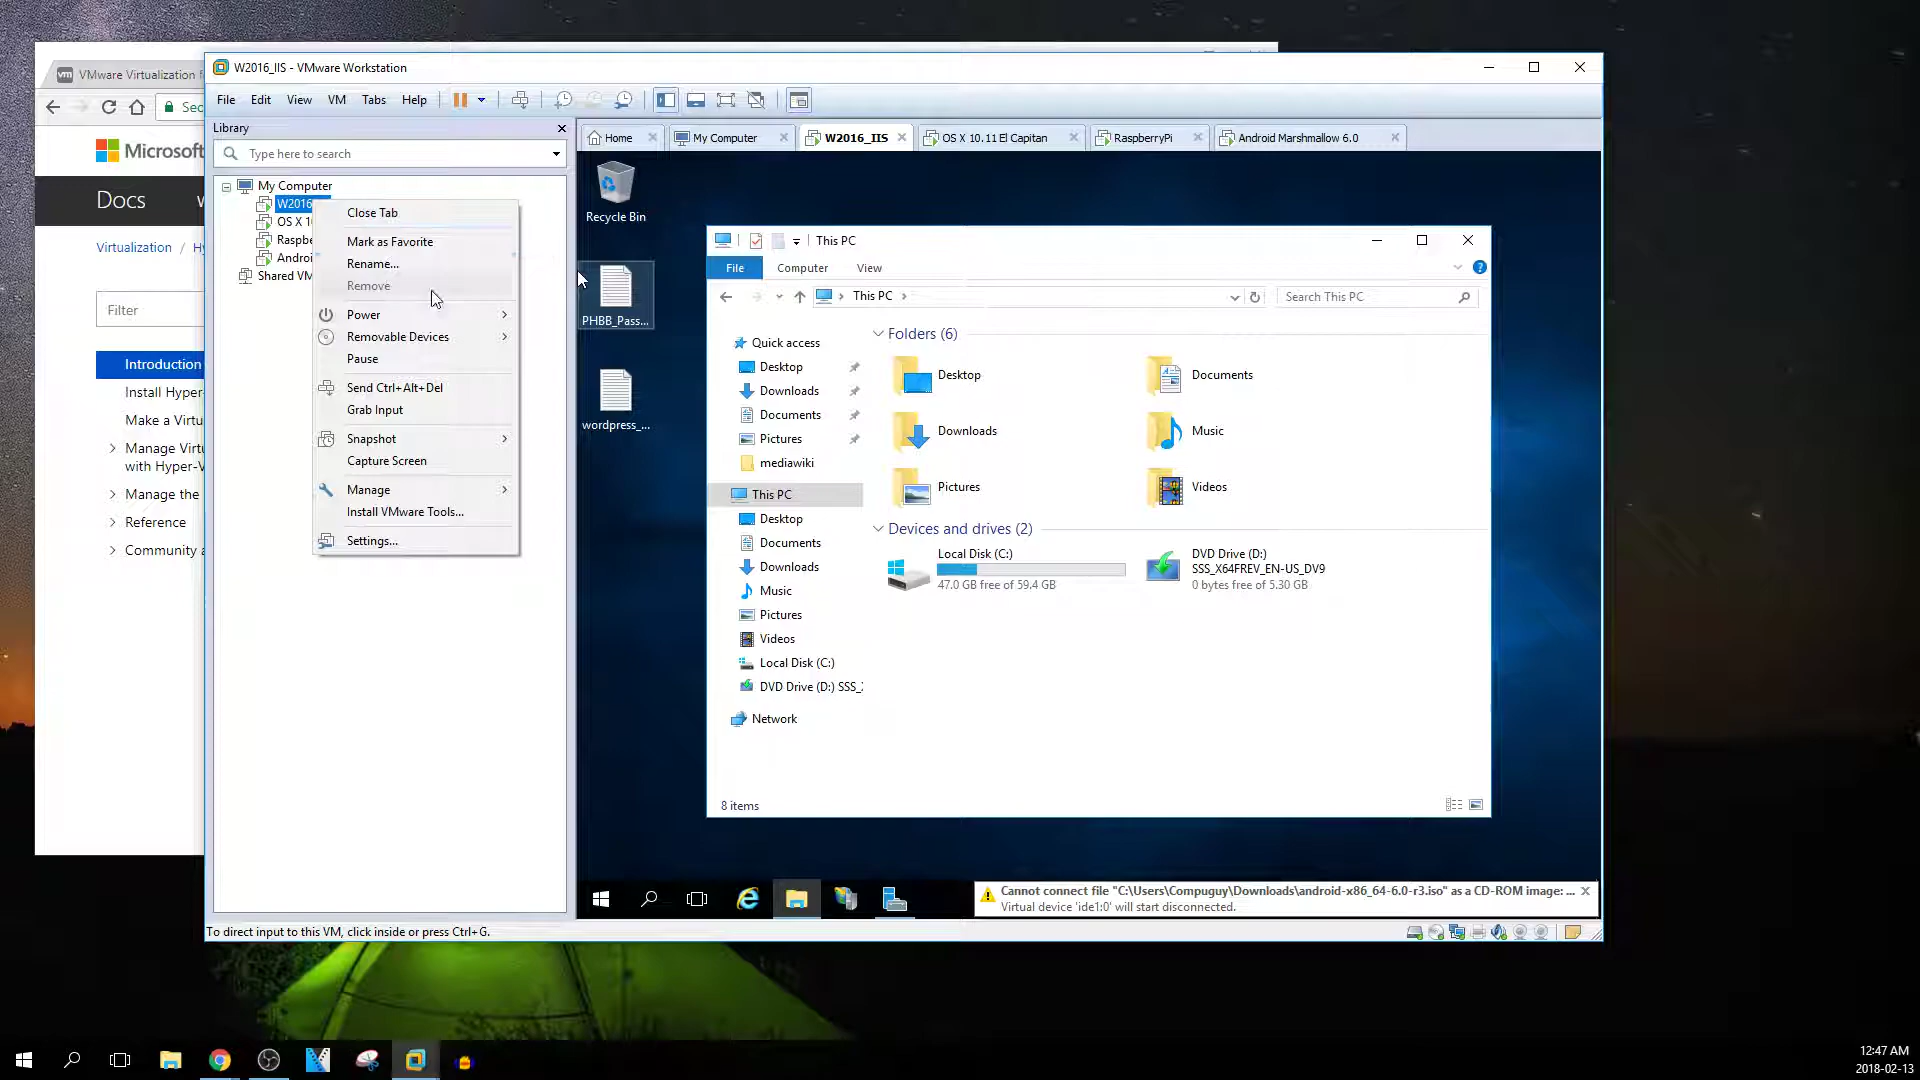 VMware Virtualization f
Sec
Microsoft
Docs
Virtualization / Hy
Filter
Introduction
Install Hyper-
Make a Virtu
Manage Virtu
with Hyper-V
Manage the
Reference
Community a
W2016_IIS - VMware Workstation
File Edit View VM Tabs Help
Library
Type here to search
My Computer
W2016_
OS X 10
Raspbe
Androi
Shared VM
Close Tab
Mark as Favorite
Rename...
Remove
Power
Removable Devices
Pause
Send Ctrl+Alt+Del
Grab Input
Snapshot
Capture Screen
Manage
Install VMware Tools...
Settings...
Home My Computer W2016_IIS OS X 10.11 El Capitan RaspberryPi Android Marshmallow 6.0
Recycle Bin
PHBB_Pass...
wordpress_...
This PC
File Computer View
This PC
Search This PC
Quick access
Desktop
Downloads
Documents
Pictures
mediawiki
This PC
Desktop
Documents
Downloads
Music
Pictures
Videos
Local Disk (C:)
DVD Drive (D:) SSS_X
Network
Folders (6)
Desktop
Documents
Downloads
Music
Pictures
Videos
Devices and drives (2)
Local Disk (C:)
47.0 GB free of 59.4 GB
DVD Drive (D:)
SSS_X64FREV_EN-US_DV9
0 bytes free of 5.30 GB
8 items
Cannot connect file "C:\Users\Compuguy\Downloads\android-x86_64-6.0-r3.iso" as a CD-ROM image: ...
Virtual device 'ide1:0' will start disconnected.
To direct input to this VM, click inside or press Ctrl+G.
12:47 AM
2018-02-13